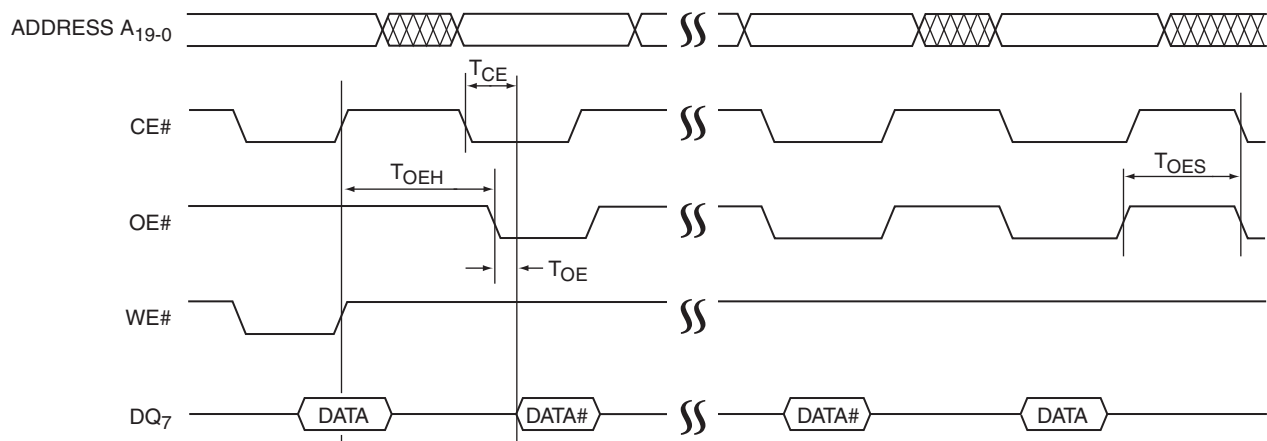 ADDRESS A19-0
TCE
CE#
TOEH
TOES
OE#
TOE
WE#
DQ7
DATA
DATA#
DATA#
DATA